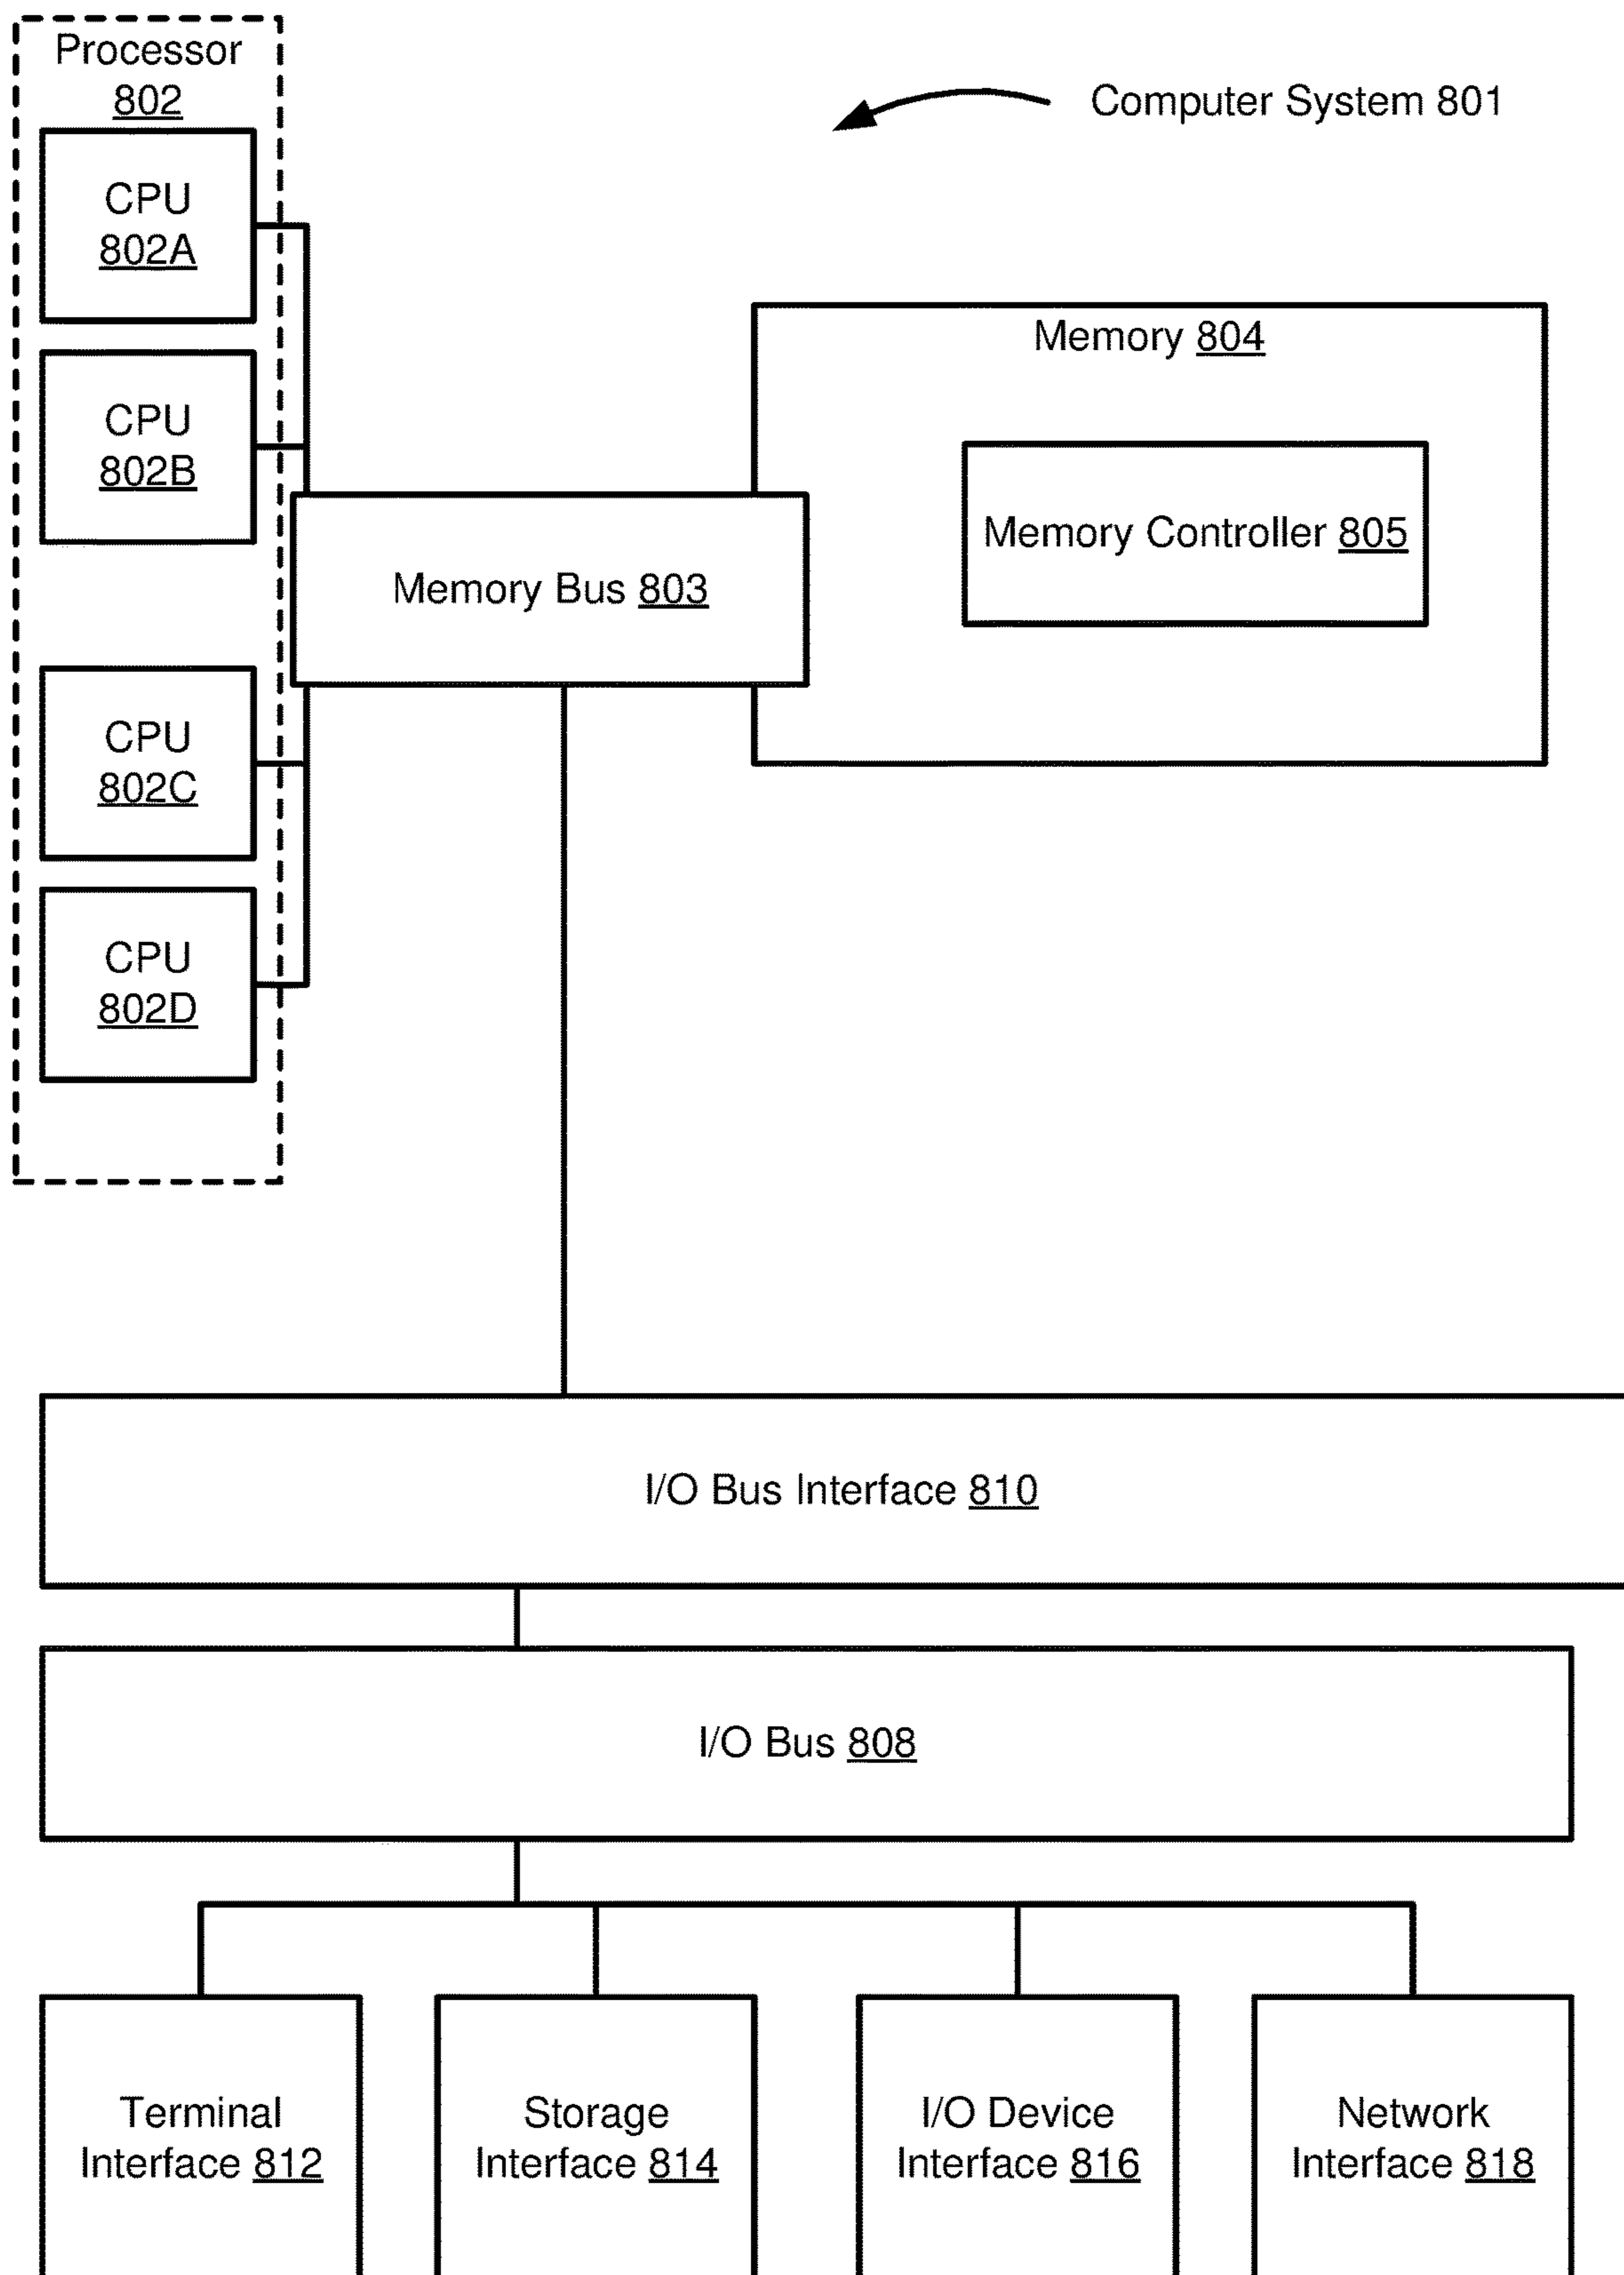 Processor
802
Computer System 801
CPU
802A
CPU
802B
Memory 804
Memory Controller 805
Memory Bus 803
CPU
802C
CPU
802D
I/O Bus Interface 810
I/O Bus 808
Terminal
Interface 812
Storage
Interface 814
I/O Device
Interface 816
Network
Interface 818